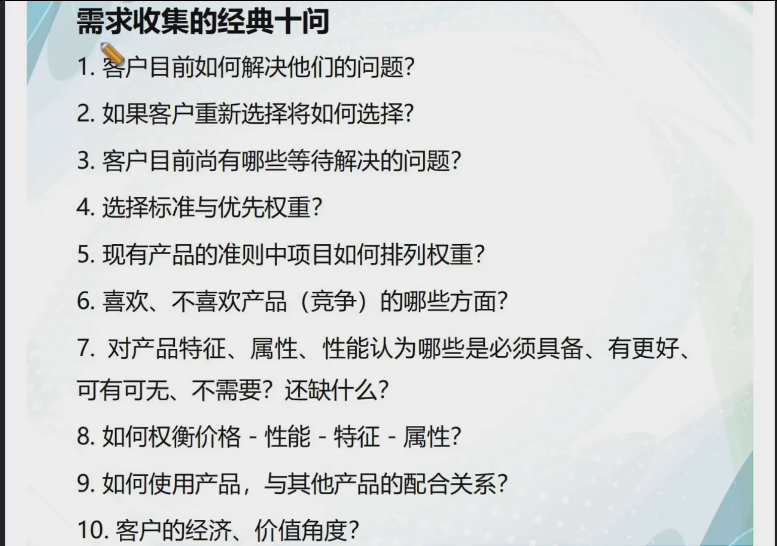 需求收集的经典十问
1. 客户目前如何解决他们的问题?
2. 如果客户重新选择将如何选择?
3. 客户目前尚有哪些等待解决的问题?
4. 选择标准与优先权重?
5. 现有产品的准则中项目如何排列权重?
6. 喜欢、不喜欢产品（竞争）的哪些方面?
7. 对产品特征、属性、性能认为哪些是必须具备、有更好、
可有可无、不需要? 还缺什么?
8. 如何权衡价格 - 性能 - 特征 - 属性?
9. 如何使用产品，与其他产品的配合关系?
10. 客户的经济、价值角度?